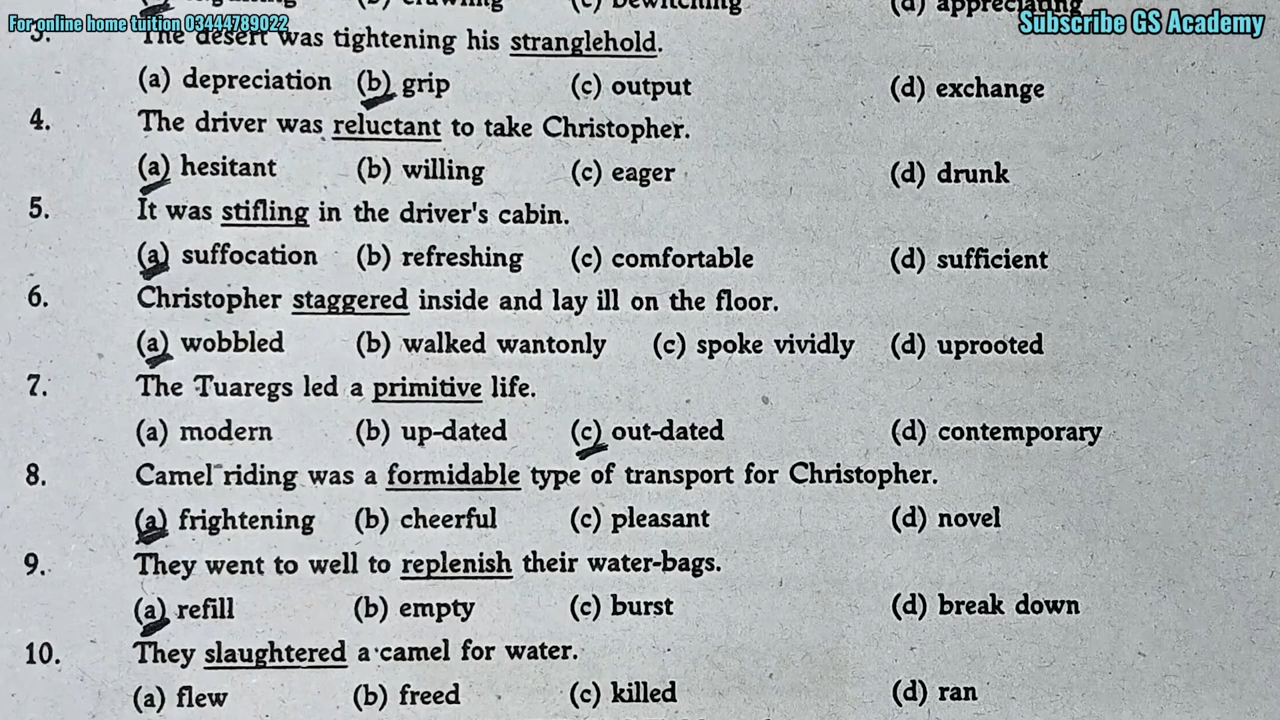 (b) crawling (c) bewitching (d) appreciating
For online home tuition 03444789022 Subscribe GS Academy
3. The desert was tightening his stranglehold.
(a) depreciation (b) grip (c) output (d) exchange
4. The driver was reluctant to take Christopher.
(a) hesitant (b) willing (c) eager (d) drunk
5. It was stifling in the driver's cabin.
(a) suffocation (b) refreshing (c) comfortable (d) sufficient
6. Christopher staggered inside and lay ill on the floor.
(a) wobbled (b) walked wantonly (c) spoke vividly (d) uprooted
7. The Tuaregs led a primitive life.
(a) modern (b) up-dated (c) out-dated (d) contemporary
8. Camel riding was a formidable type of transport for Christopher.
(a) frightening (b) cheerful (c) pleasant (d) novel
9. They went to well to replenish their water-bags.
(a) refill (b) empty (c) burst (d) break down
10. They slaughtered a camel for water.
(a) flew (b) freed (c) killed (d) ran